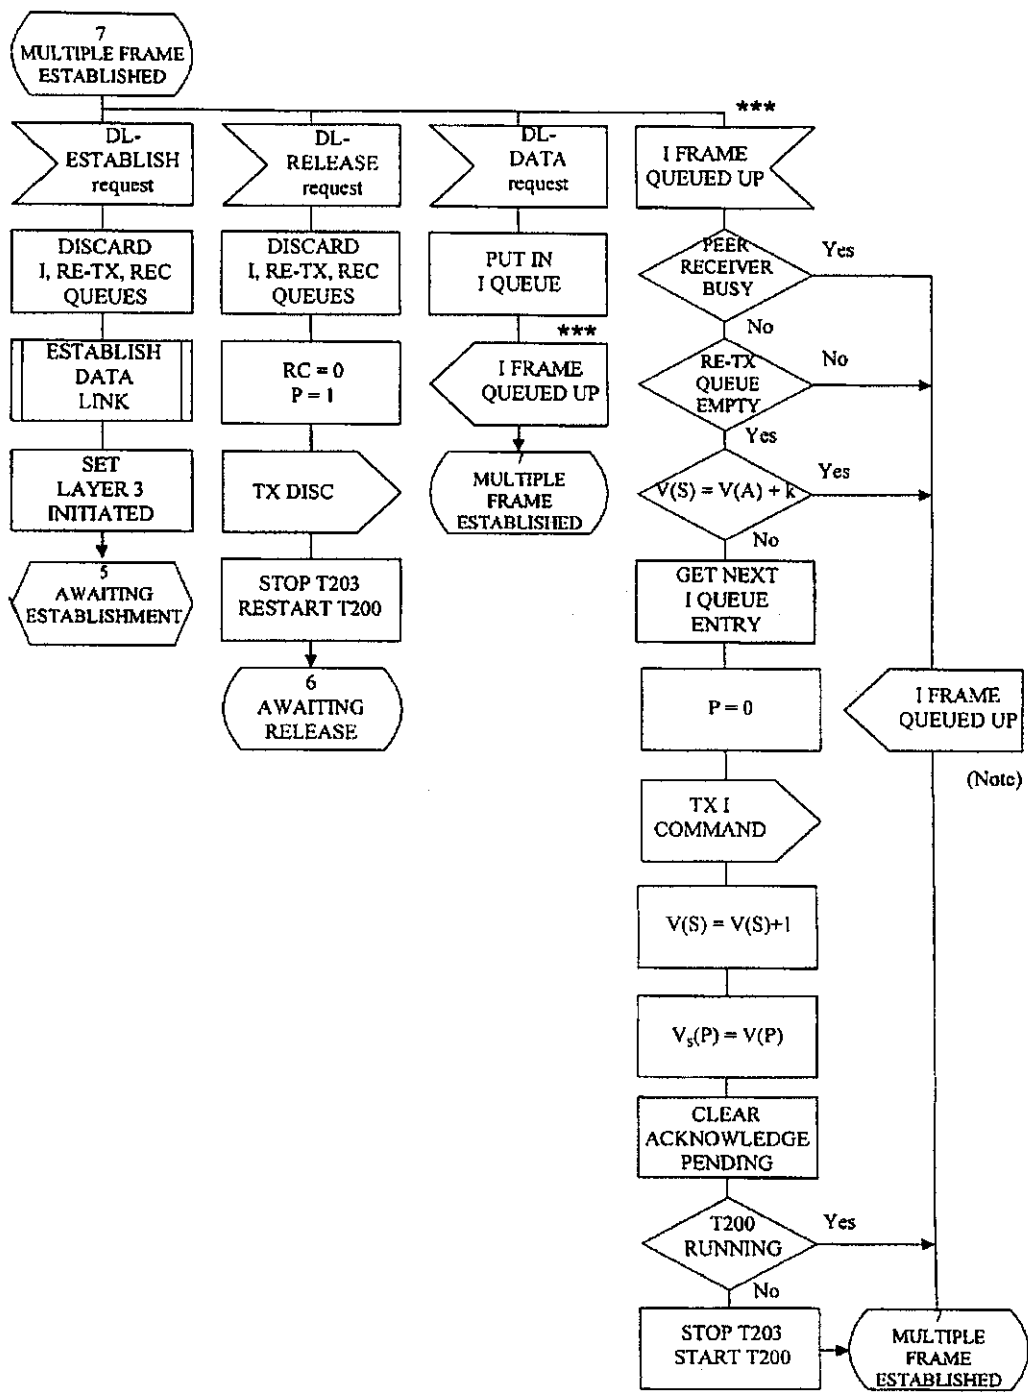 7
MULTIPLE FRAME
ESTABLISHED
***
DL-
ESTABLISH
request
DISCARD
I, RE-TX, REC
QUEUES
ESTABLISH
DATA
LINK
SET
LAYER 3
INITIATED
5
AWAITING
ESTABLISHMENT
DL-
RELEASE
request
DISCARD
I, RE-TX, REC
QUEUES
RC = 0
P = 1
TX DISC
STOP T203
RESTART T200
6
AWAITING
RELEASE
DL-
DATA
request
PUT IN
I QUEUE
***
I FRAME
QUEUED UP
7
MULTIPLE
FRAME
ESTABLISHED
I FRAME
QUEUED UP
PEER
RECEIVER
BUSY
Yes
No
RE-TX
QUEUE
EMPTY
No
Yes
V(S) = V(A) + k
Yes
No
GET NEXT
I QUEUE
ENTRY
P = 0
TX I
COMMAND
V(S) = V(S)+1
Vs(P) = V(P)
CLEAR
ACKNOWLEDGE
PENDING
T200
RUNNING
Yes
No
STOP T203
START T200
I FRAME
QUEUED UP
(Note)
7
MULTIPLE
FRAME
ESTABLISHED